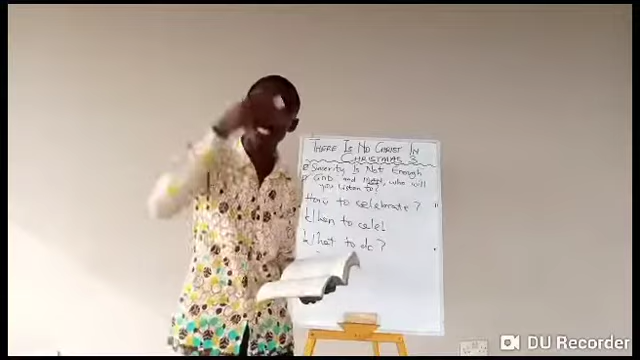 THERE IS NO CHRIST IN
CHRISTMAS
Sincerity Is Not Enough
GOD and man, who will
you listen to?
How to celebrate?
When to cele!
What to do?
DU Recorder